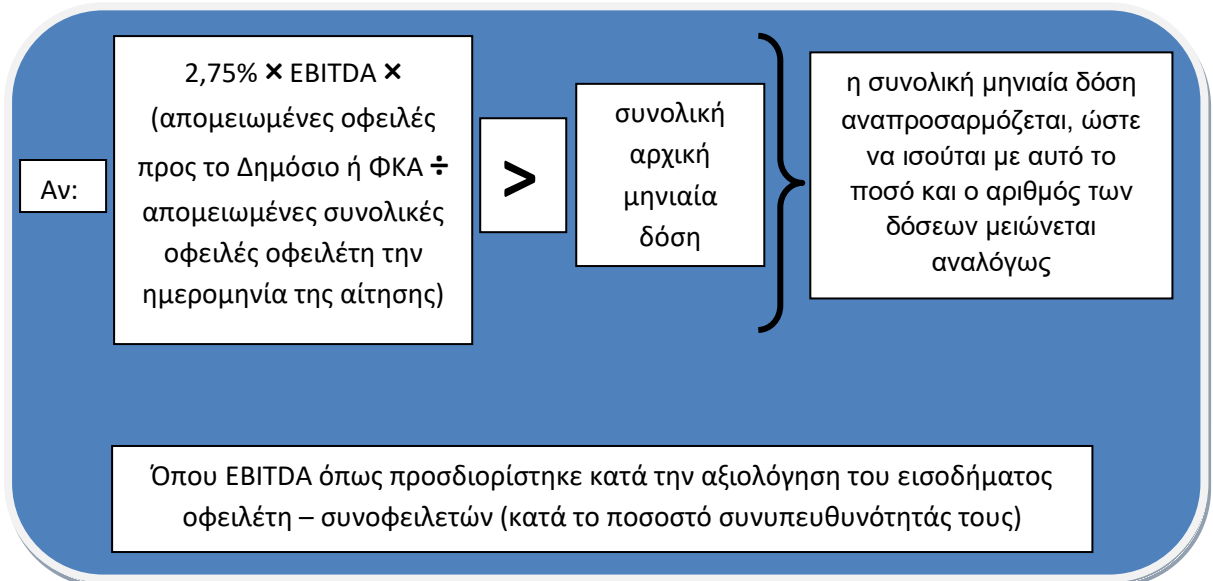 Αν:
2,75% × EBITDA ×
(απομειωμένες οφειλές
προς το Δημόσιο ή ΦΚΑ ÷
απομειωμένες συνολικές
οφειλές οφειλέτη την
ημερομηνία της αίτησης)
>
συνολική
αρχική
μηνιαία
δόση
η συνολική μηνιαία δόση
αναπροσαρμόζεται, ώστε
να ισούται με αυτό το
ποσό και ο αριθμός των
δόσεων μειώνεται
αναλόγως
Όπου EBITDA όπως προσδιορίστηκε κατά την αξιολόγηση του εισοδήματος
οφειλέτη – συνοφειλετών (κατά το ποσοστό συνυπευθυνότητάς τους)